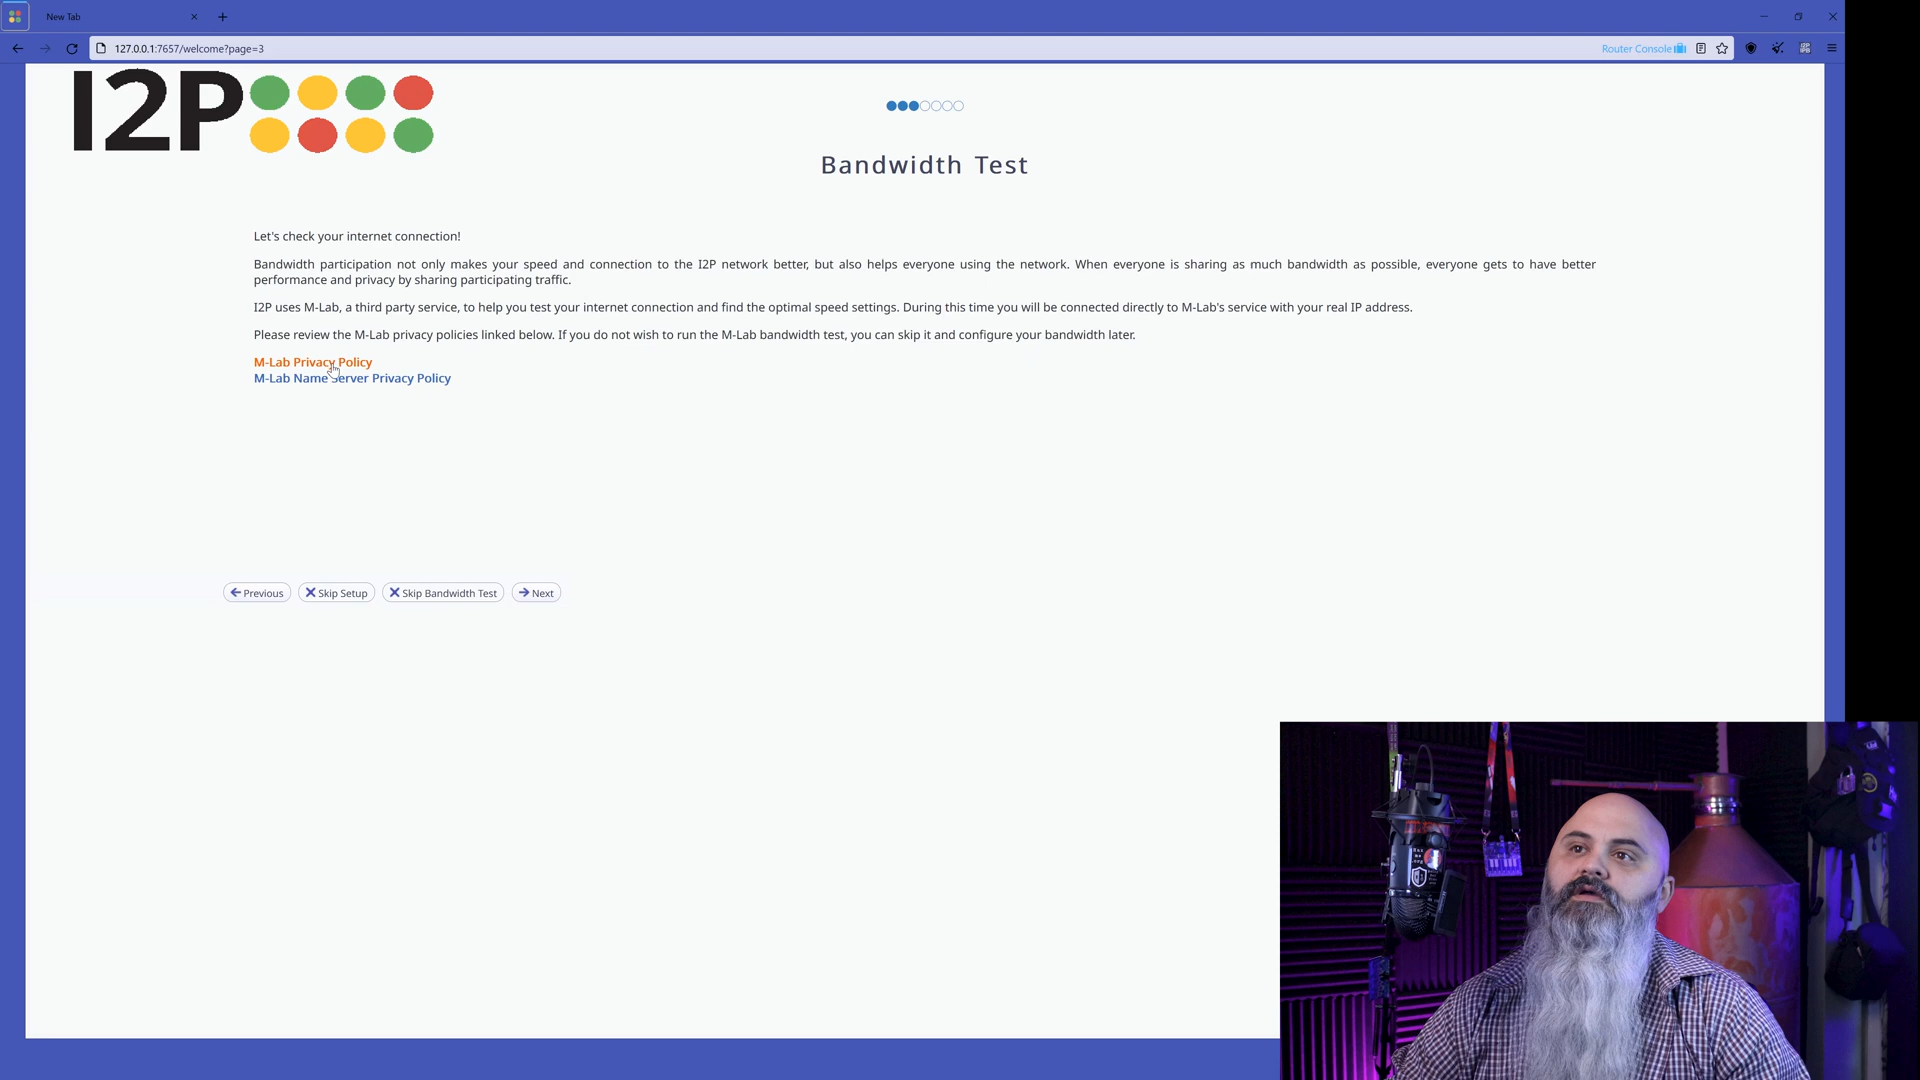 New Tab
127.0.0.1:7657/welcome?page=3
Router Console
I2P
Bandwidth Test
Let's check your internet connection!
Bandwidth participation not only makes your speed and connection to the I2P network better, but also helps everyone using the network. When everyone is sharing as much bandwidth as possible, everyone gets to have better
performance and privacy by sharing participating traffic.
I2P uses M-Lab, a third party service, to help you test your internet connection and find the optimal speed settings. During this time you will be connected directly to M-Lab's service with your real IP address.
Please review the M-Lab privacy policies linked below. If you do not wish to run the M-Lab bandwidth test, you can skip it and configure your bandwidth later.
M-Lab Privacy Policy
M-Lab Name Server Privacy Policy
Previous
Skip Setup
Skip Bandwidth Test
Next